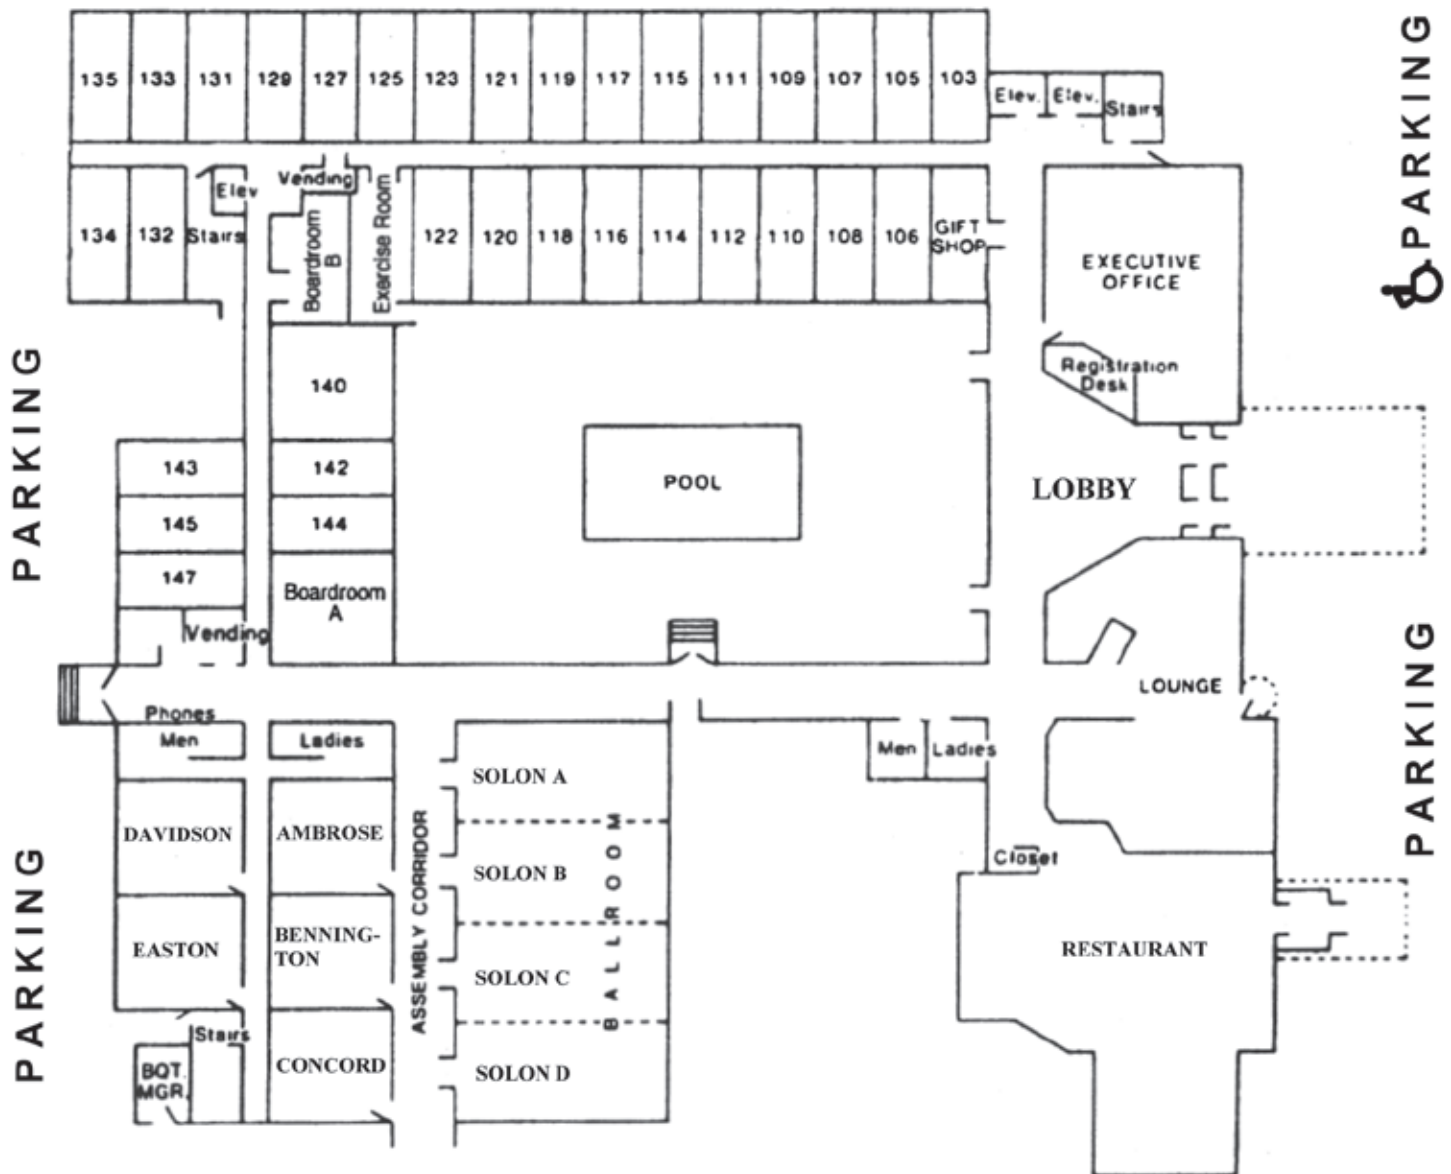 135 133 131 129 127 125 123 121 119 117 115 111 109 107 105 103
Elev. Elev. Stairs
PARKING
134 132 Stairs
Elev
Vending
Boardroom
B
Exercise Room
122 120 118 116 114 112 110 108 106
GIFT
SHOP
EXECUTIVE
OFFICE
Registration
Desk
PARKING
140
143
142
145
144
147
Boardroom
A
Vending
POOL
LOBBY
LOUNGE
PARKING
Phones
Men
Ladies
Men
Ladies
DAVIDSON
AMBROSE
EASTON
BENNING-
TON
Stairs
BQT.
MGR.
CONCORD
ASSEMBLY CORRIDOR
SOLON A
SOLON B
SOLON C
SOLON D
BALLROOM
Closet
RESTAURANT
PARKING